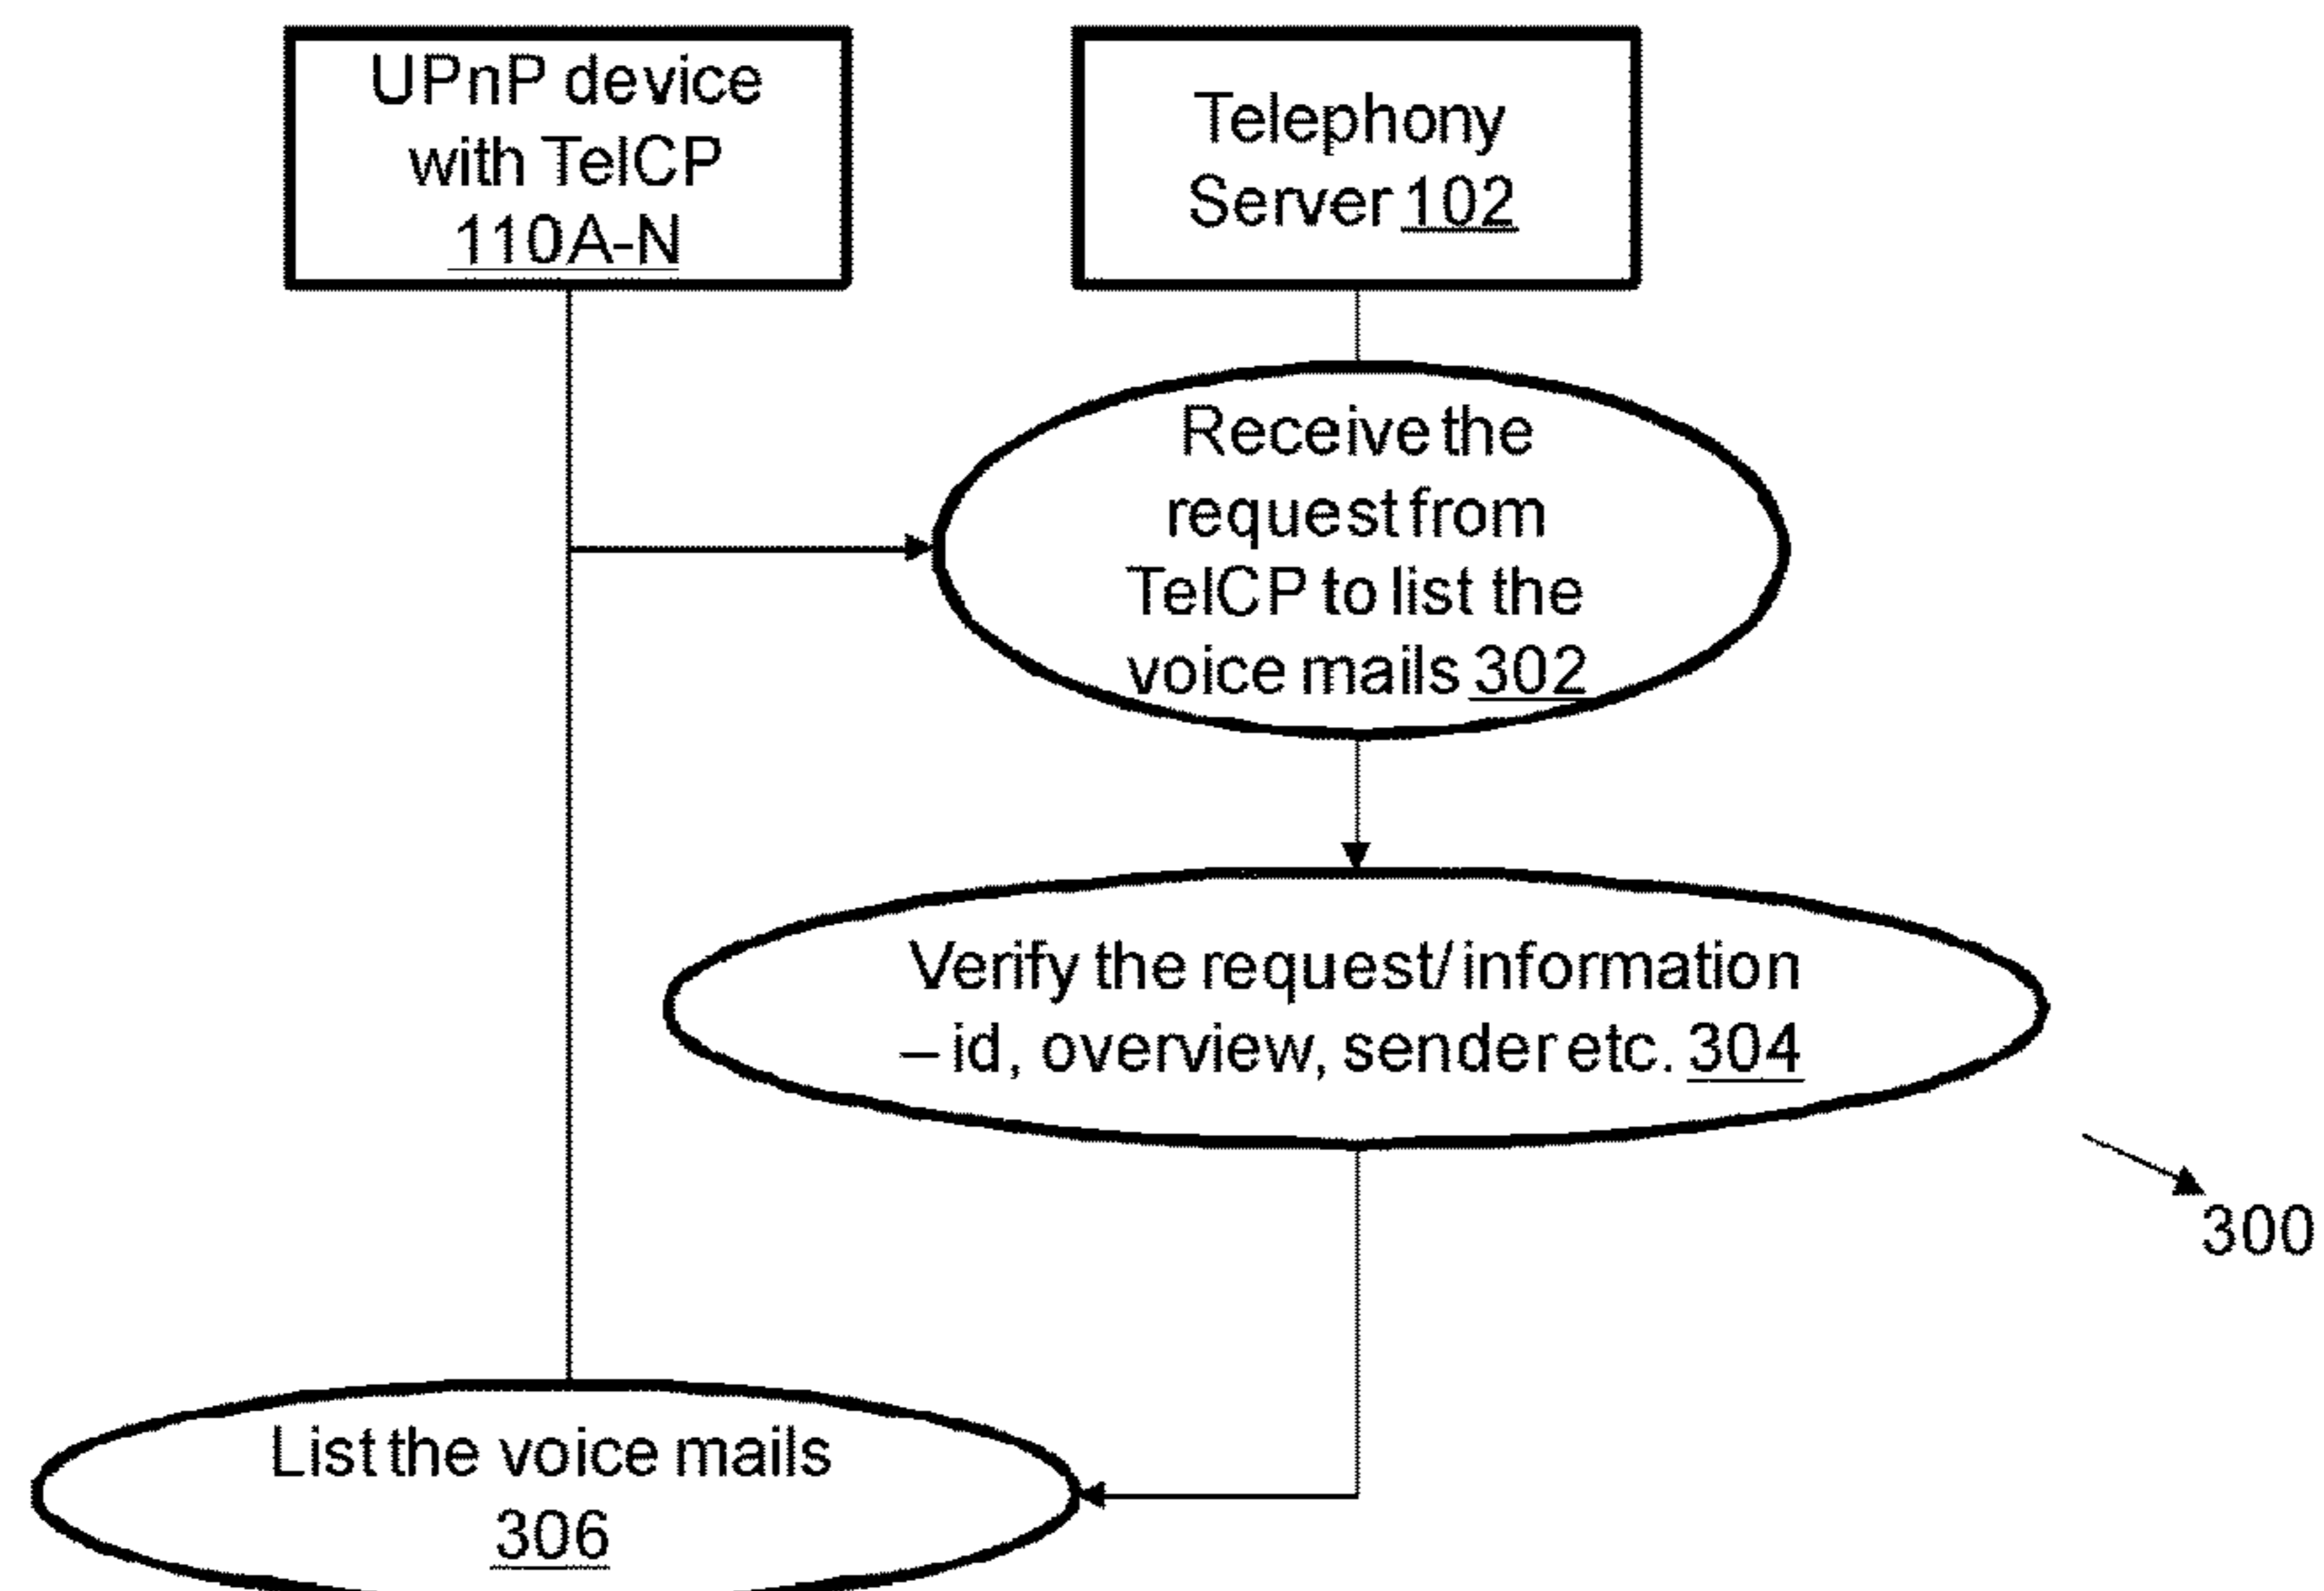 UPnP device
with TelCP
110A-N
Telephony
Server 102
Receive the
request from
TelCP to list the
voice mails 302
Verify the request/ information
– id, overview, sender etc. 304
300
List the voice mails
306